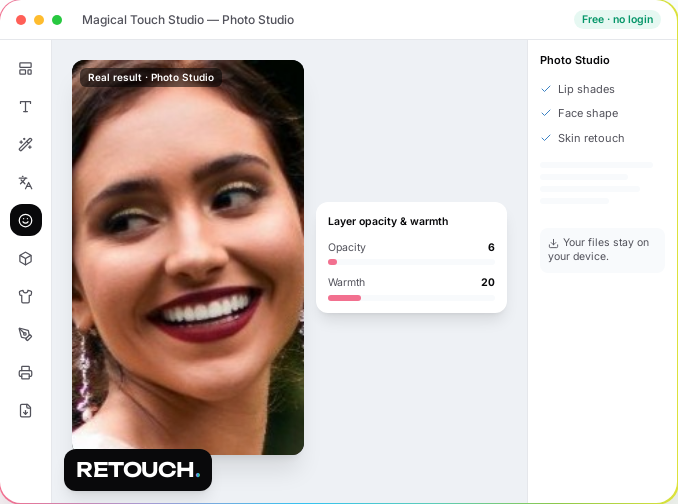 Magical Touch Studio — Photo Studio
Free · no login
Real result · Photo Studio
RETOUCH.
Layer opacity & warmth
Opacity 6
Warmth 20
Photo Studio
Lip shades
Face shape
Skin retouch
Your files stay on
your device.